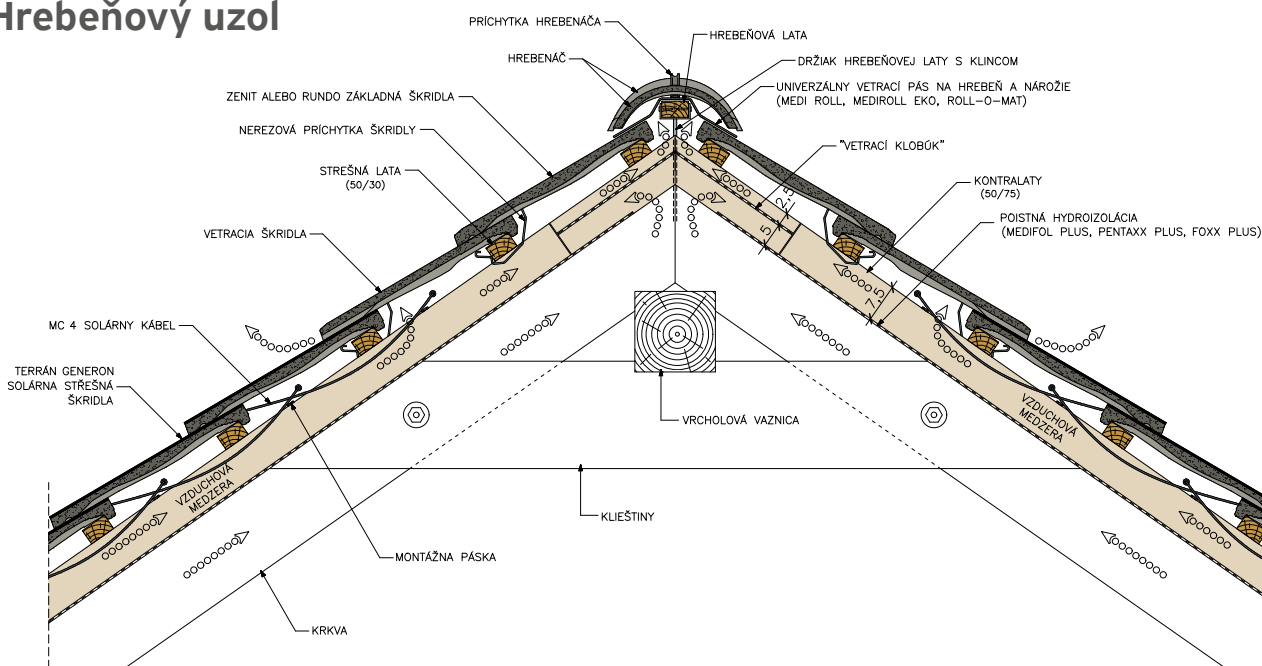 Hrebeňový uzol
PRÍCHYTKA HREBENÁČA
HREBENÁČ
ZENIT ALEBO RUNDO ZÁKLADNÁ ŠKRIDLA
NEREZOVÁ PRÍCHYTKA ŠKRIDLY
STREŠNÁ LATA
(50/30)
VETRACIA ŠKRIDLA
MC 4 SOLÁRNY KÁBEL
TERRÁN GENERON
SOLÁRNA STŘEŠNÁ
ŠKRIDLA
HREBEŇOVÁ LATA
DRŽIAK HREBEŇOVEJ LATY S KLINCOM
UNIVERZÁLNY VETRACÍ PÁS NA HREBEŇ A NÁROŽIE
(MEDI ROLL, MEDIROLL EKO, ROLL-O-MAT)
"VETRACÍ KLOBÚK"
KONTRALATY
(50/75)
POISTNÁ HYDROIZOLÁCIA
(MEDIFOL PLUS, PENTAXX PLUS, FOXX PLUS)
2,5
5
7,5
VZDUCHOVÁ
MEDZERA
VZDUCHOVÁ
MEDZERA
VRCHOLOVÁ VAZNICA
KLIEŠTINY
MONTÁŽNA PÁSKA
KRKVA